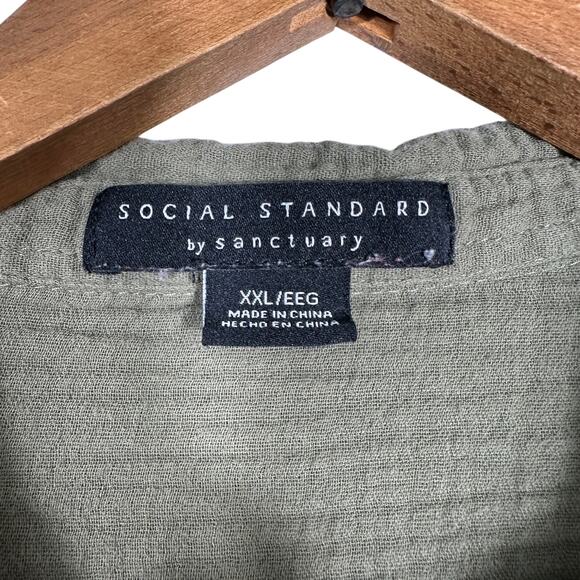 SOCIAL STANDARD
by sanctuary
XXL/EEG
MADE IN CHINA
HECHO EN CHINA